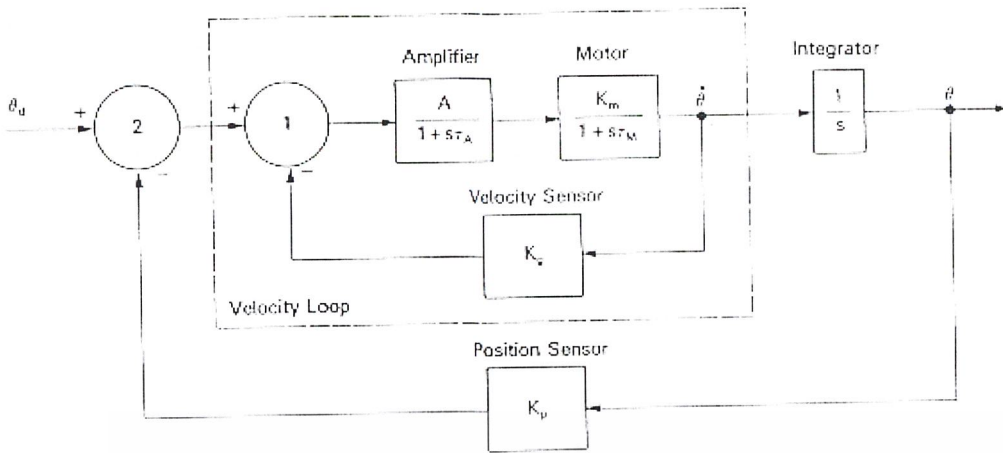 Amplifier
Motor
Integrator
θd
+
2
−
+
1
−
A
1 + sτA
Km
1 + sτM
θ̇
1
s
θ
Velocity Sensor
Kv
Velocity Loop
Position Sensor
Kp